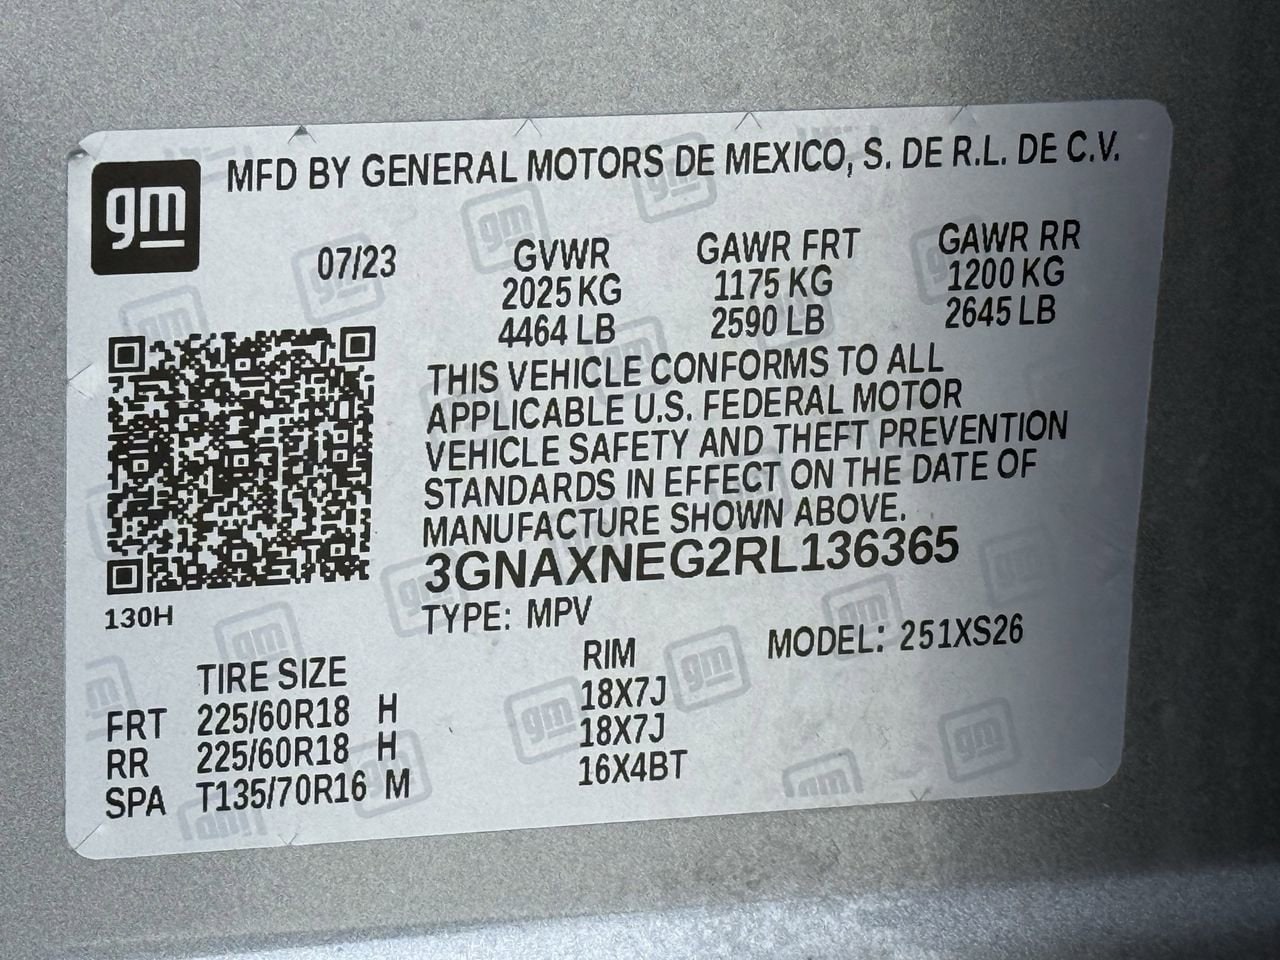 gm MFD BY GENERAL MOTORS DE MEXICO, S. DE R.L. DE C.V.
07/23 GVWR GAWR FRT GAWR RR
2025 KG 1175 KG 1200 KG
4464 LB 2590 LB 2645 LB
THIS VEHICLE CONFORMS TO ALL
APPLICABLE U.S. FEDERAL MOTOR
VEHICLE SAFETY AND THEFT PREVENTION
STANDARDS IN EFFECT ON THE DATE OF
MANUFACTURE SHOWN ABOVE.
3GNAXNEG2RL136365
130H
TYPE: MPV MODEL: 251XS26
TIRE SIZE RIM
FRT 225/60R18 H 18X7J
RR 225/60R18 H 18X7J
SPA T135/70R16 M 16X4BT